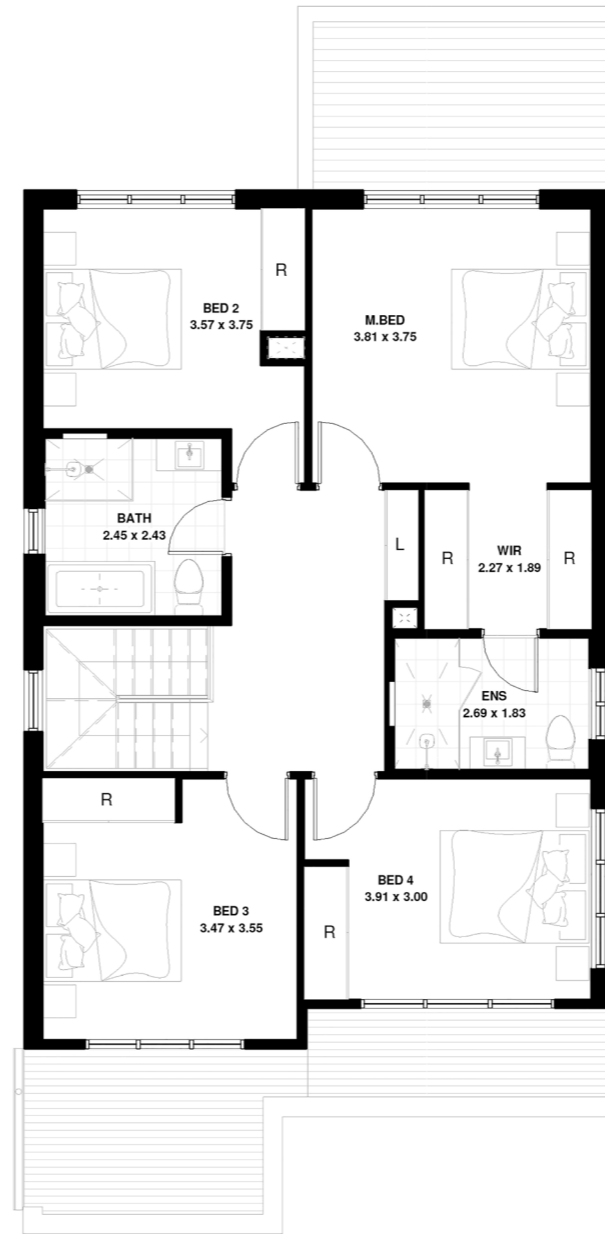 R
BED 2
3.57 x 3.75
M.BED
3.81 x 3.75
BATH
2.45 x 2.43
L
R
WIR
2.27 x 1.89
R
ENS
2.69 x 1.83
R
BED 3
3.47 x 3.55
BED 4
3.91 x 3.00
R